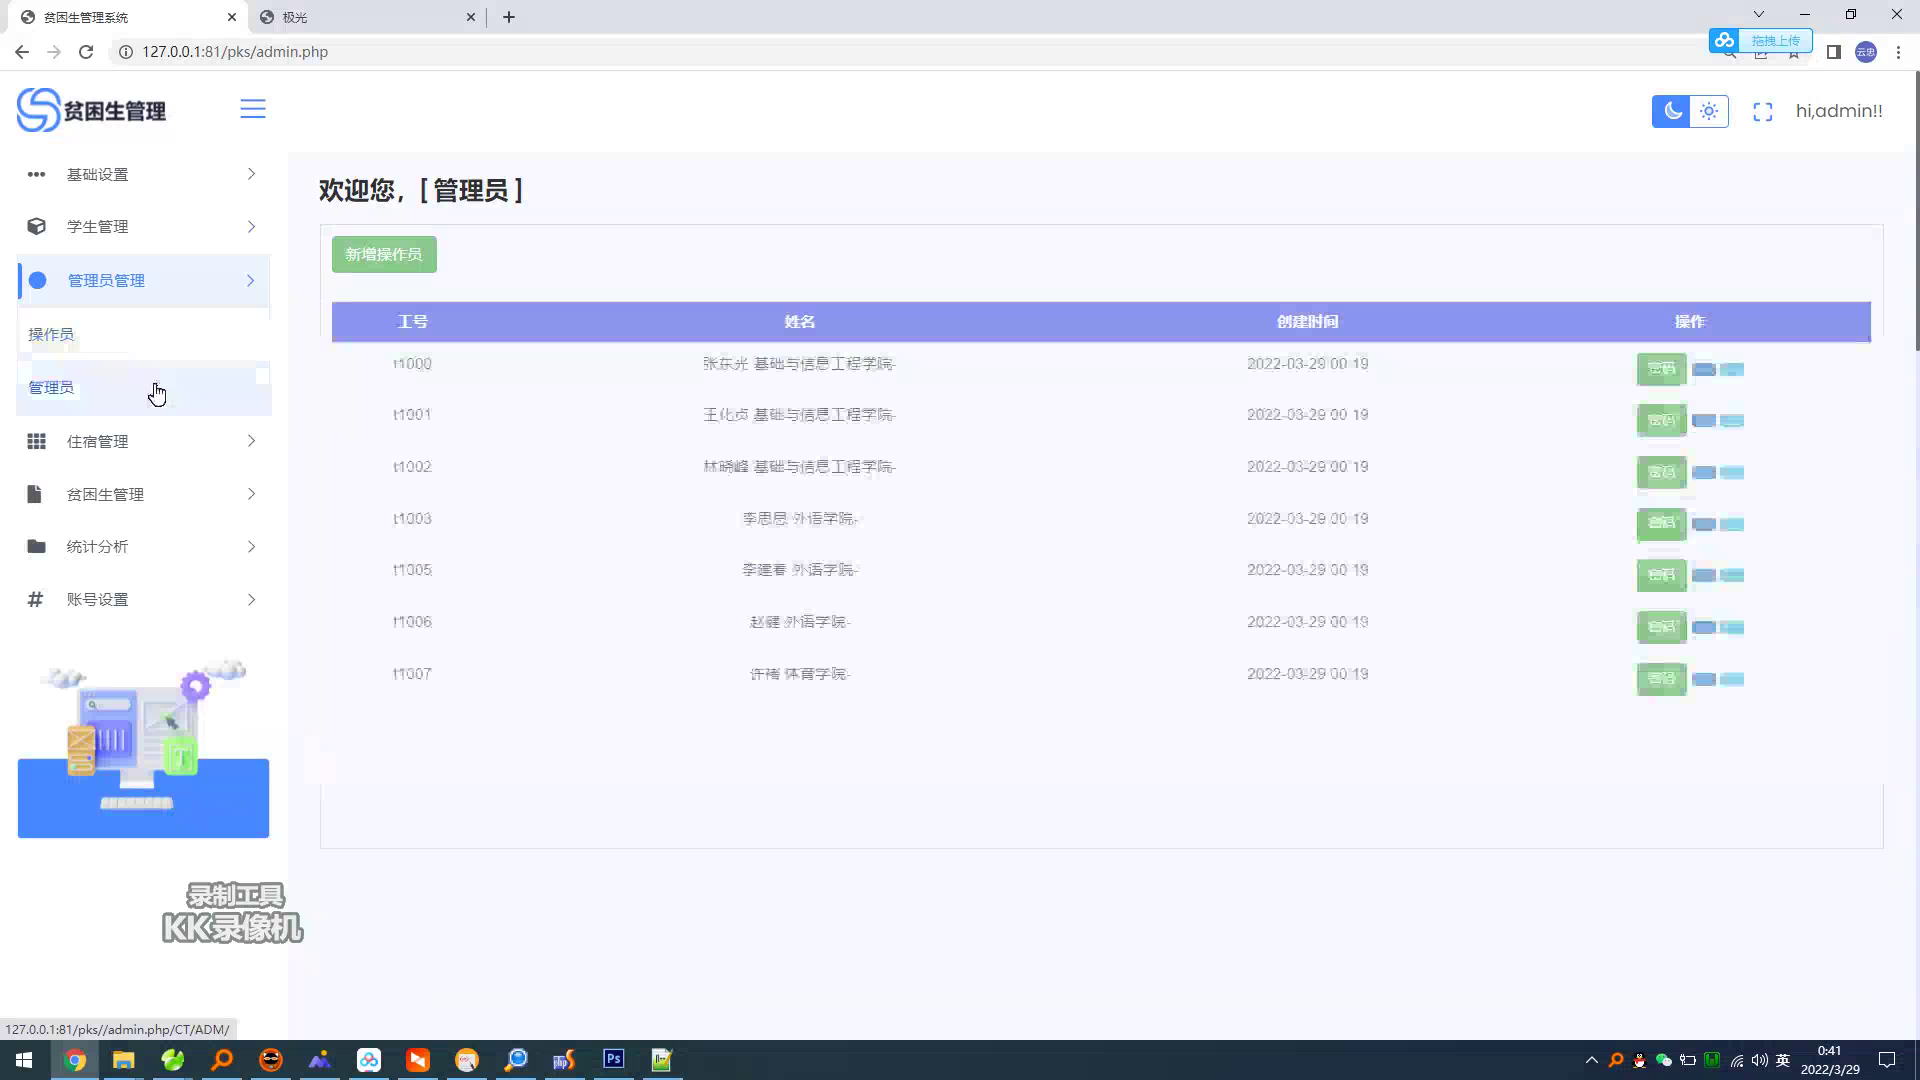 贫困生管理系统
极光
127.0.0.1:81/pks/admin.php
拖拽上传
云忠
贫困生管理
hi,admin!!
基础设置
学生管理
管理员管理
操作员
管理员
住宿管理
贫困生管理
统计分析
账号设置
欢迎您，[ 管理员 ]
新增操作员
工号 姓名 创建时间 操作
t1000 张东光 基础与信息工程学院- 2022-03-29 00:19 密码
t1001 王化贞 基础与信息工程学院- 2022-03-29 00:19 密码
t1002 林晓峰 基础与信息工程学院- 2022-03-29 00:19 密码
t1003 李思思 外语学院- 2022-03-29 00:19 密码
t1005 李建春 外语学院- 2022-03-29 00:19 密码
t1006 赵健 外语学院- 2022-03-29 00:19 密码
t1007 许褚 体育学院- 2022-03-29 00:19 密码
录制工具
KK录像机
127.0.0.1:81/pks//admin.php/CT/ADM/
php
Ps
英
0:41
2022/3/29